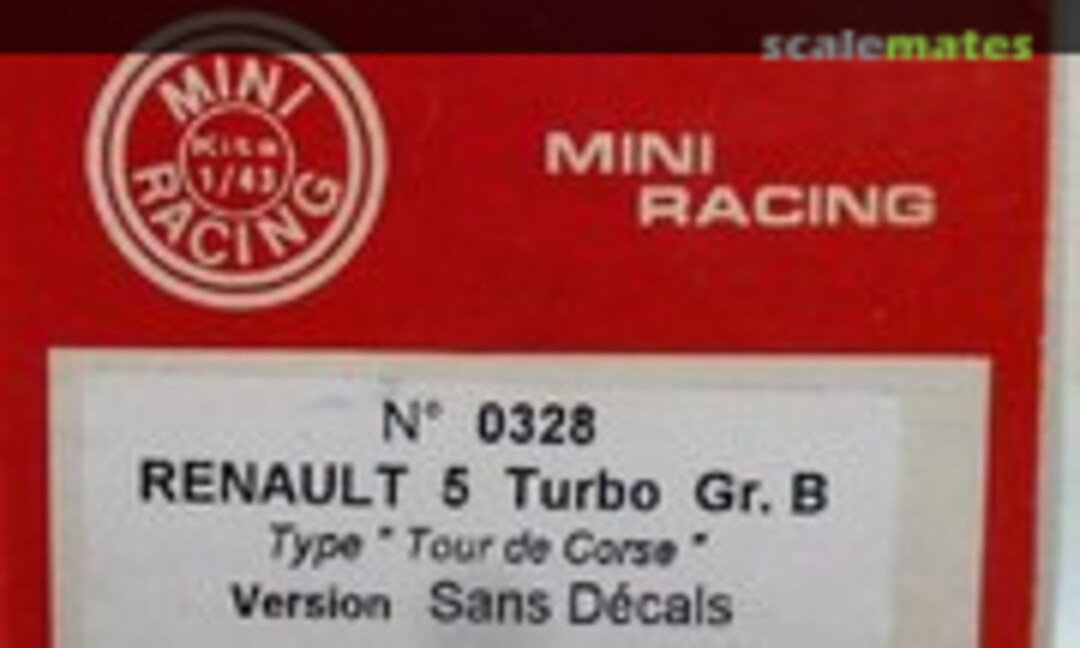 scalemates
MINI
Kits
1/43
RACING
MINI
RACING
N° 0328
RENAULT 5 Turbo Gr. B
Type " Tour de Corse "
Version Sans Décals